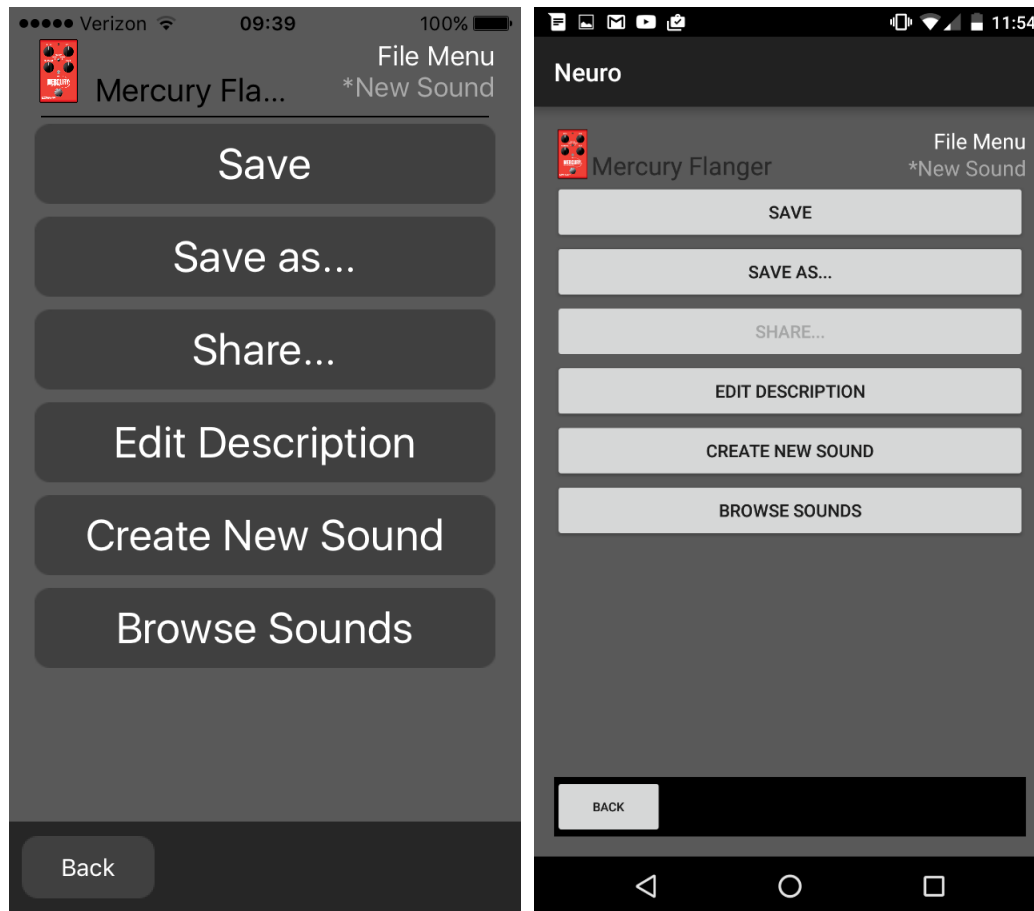 Verizon 09:39 100%
File Menu
Mercury Fla... *New Sound
Save
Save as...
Share...
Edit Description
Create New Sound
Browse Sounds
Back
11:54
Neuro
File Menu
Mercury Flanger *New Sound
SAVE
SAVE AS...
SHARE...
EDIT DESCRIPTION
CREATE NEW SOUND
BROWSE SOUNDS
BACK